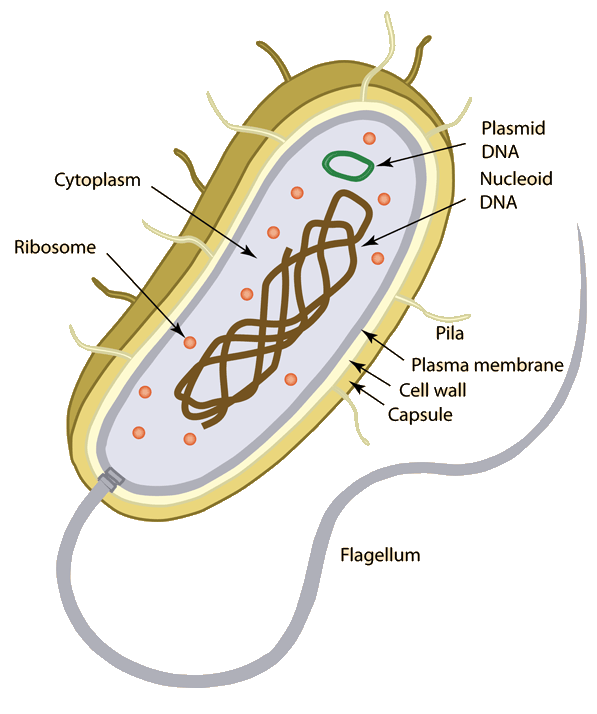 Plasmid
DNA
Cytoplasm
Nucleoid
DNA
Ribosome
Pila
Plasma membrane
Cell wall
Capsule
Flagellum